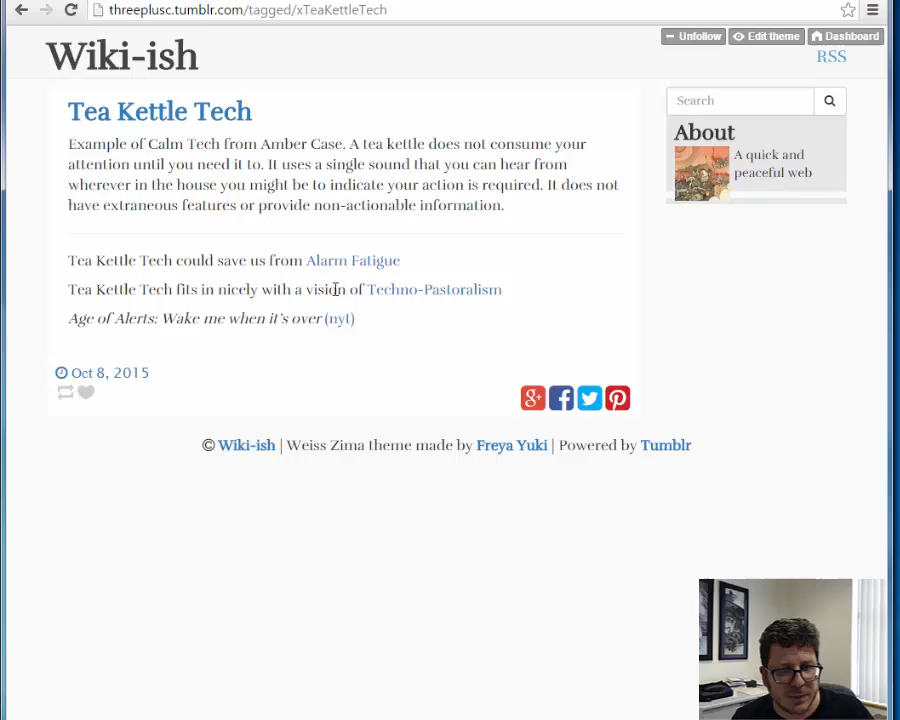 threeplusc.tumblr.com/tagged/xTeaKettleTech
Unfollow Edit theme Dashboard
Wiki-ish
RSS
Tea Kettle Tech
Example of Calm Tech from Amber Case. A tea kettle does not consume your
attention until you need it to. It uses a single sound that you can hear from
wherever in the house you might be to indicate your action is required. It does not
have extraneous features or provide non-actionable information.
Tea Kettle Tech could save us from Alarm Fatigue
Tea Kettle Tech fits in nicely with a vision of Techno-Pastoralism
Age of Alerts: Wake me when it's over (nyt)
Oct 8, 2015
Search
About
A quick and
peaceful web
© Wiki-ish | Weiss Zima theme made by Freya Yuki | Powered by Tumblr